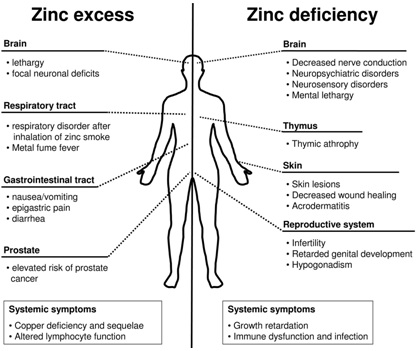 Zinc excess
Brain
• lethargy
• focal neuronal deficits
Respiratory tract
• respiratory disorder after
inhalation of zinc smoke
• Metal fume fever
Gastrointestinal tract
• nausea/vomiting
• epigastric pain
• diarrhea
Prostate
• elevated risk of prostate
cancer
Systemic symptoms
• Copper deficiency and sequelae
• Altered lymphocyte function
Zinc deficiency
Brain
• Decreased nerve conduction
• Neuropsychiatric disorders
• Neurosensory disorders
• Mental lethargy
Thymus
• Thymic athrophy
Skin
• Skin lesions
• Decreased wound healing
• Acrodermatitis
Reproductive system
• Infertility
• Retarded genital development
• Hypogonadism
Systemic symptoms
• Growth retardation
• Immune dysfunction and infection